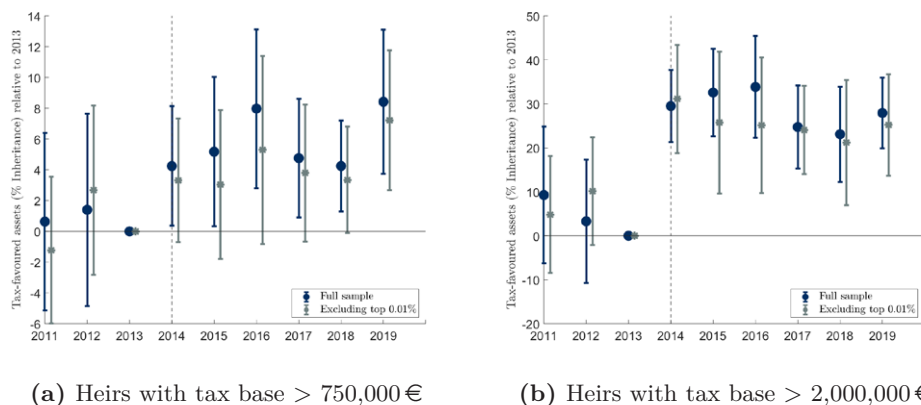 Tax-favoured assets (% Inheritance) relative to 2013
14
12
10
8
6
4
2
0
-2
-4
-6
2011 2012 2013 2014 2015 2016 2017 2018 2019
Full sample
Excluding top 0.01%
(a) Heirs with tax base > 750,000€
Tax-favoured assets (% Inheritance) relative to 2013
50
40
30
20
10
0
-10
-20
2011 2012 2013 2014 2015 2016 2017 2018 2019
Full sample
Excluding top 0.01%
(b) Heirs with tax base > 2,000,000€